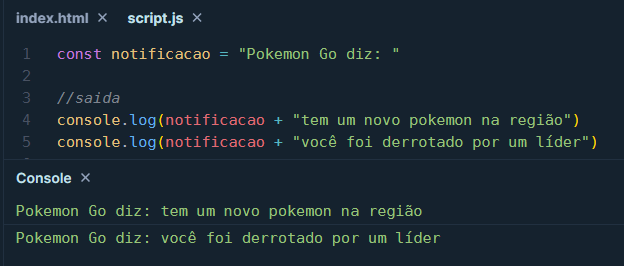 index.html × script.js ×
1 const notificacao = "Pokemon Go diz: "
2
3 //saida
4 console.log(notificacao + "tem um novo pokemon na região")
5 console.log(notificacao + "você foi derrotado por um líder")
Console ×
Pokemon Go diz: tem um novo pokemon na região
Pokemon Go diz: você foi derrotado por um líder